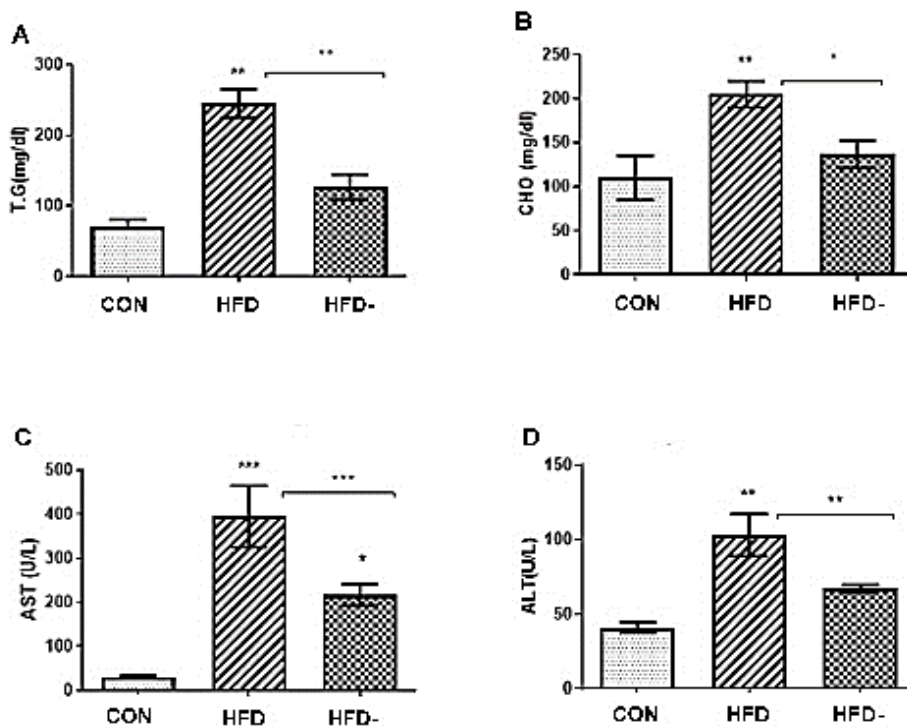 A
T.G(mg/dl)
300
200
100
0
**
**
CON HFD HFD-
B
CHO (mg/dl)
250
200
150
100
50
0
**
*
CON HFD HFD-
C
AST (U/L)
500
400
300
200
100
0
***
***
*
CON HFD HFD-
D
ALT(U/L)
150
100
50
0
**
**
CON HFD HFD-